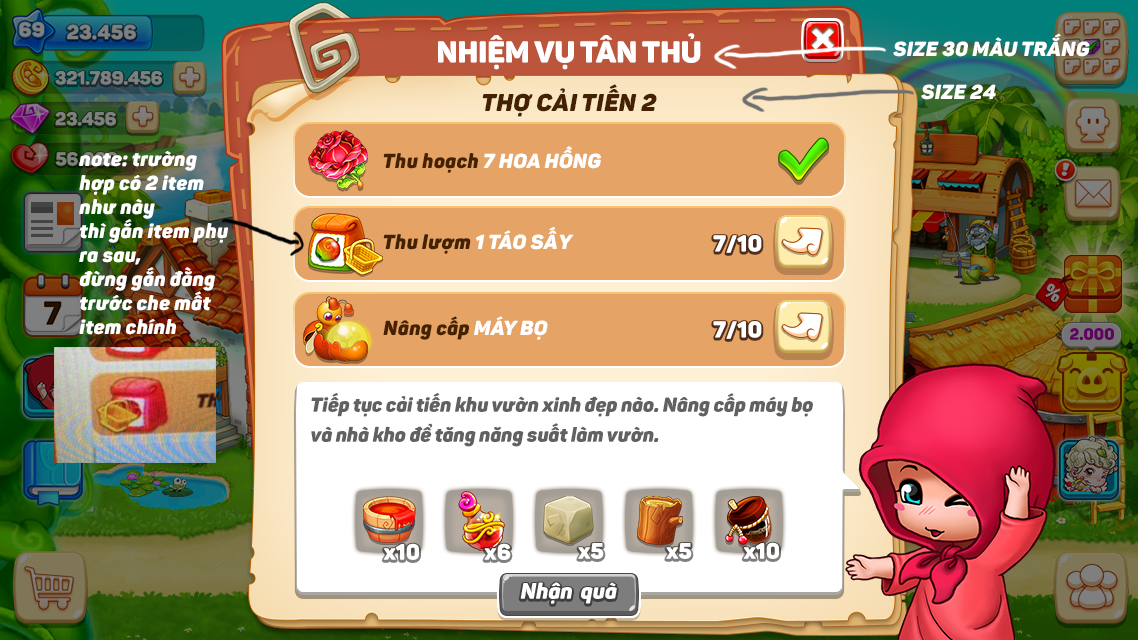 69 23.456
321.789.456
23.456
56
NHIỆM VỤ TÂN THỦ
SIZE 30 MÀU TRẮNG
THỢ CẢI TIẾN 2
SIZE 24
Thu hoạch 7 HOA HỒNG
note: trường
hợp có 2 item
như này
thì gắn item phụ
ra sau,
đừng gắn đằng
trước che mất
item chính
Thu lượm 1 TÁO SẤY
7/10
Nâng cấp MÁY BỌ
7/10
7
Th
%
2.000
Tiếp tục cải tiến khu vườn xinh đẹp nào. Nâng cấp máy bọ
và nhà kho để tăng năng suất làm vườn.
x10
x6
x5
x5
x10
Nhận quà